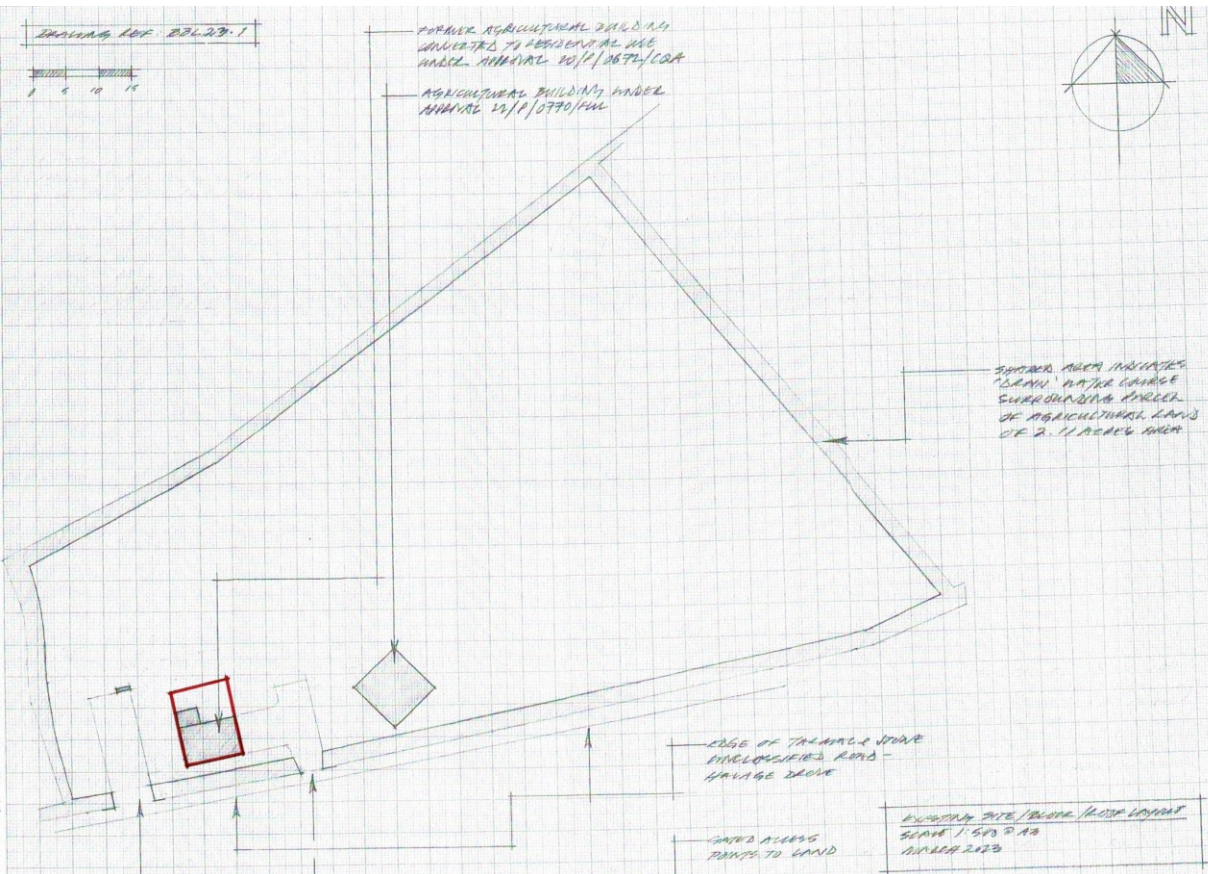 DRAWING REF: BBL23-1
0 5 10 15
FORMER AGRICULTURAL BUILDING
CONVERTED TO RESIDENTIAL USE
UNDER APPROVAL 20/P/0672/CQA
AGRICULTURAL BUILDING UNDER
APPROVAL 22/P/0770/FUL
N
SHADED AREA INDICATES
'DRAIN' WATER COURSE
SURROUNDING PARCEL
OF AGRICULTURAL LAND
OF 2.11 ACRES AREA
EDGE OF TARMAC & STONE
UNCLASSIFIED ROAD -
DROVE
GATED ACCESS
POINTS TO LAND
EXISTING SITE / BLOCK / ROOF LAYOUT
SCALE 1:500 @ A3
MARCH 2023